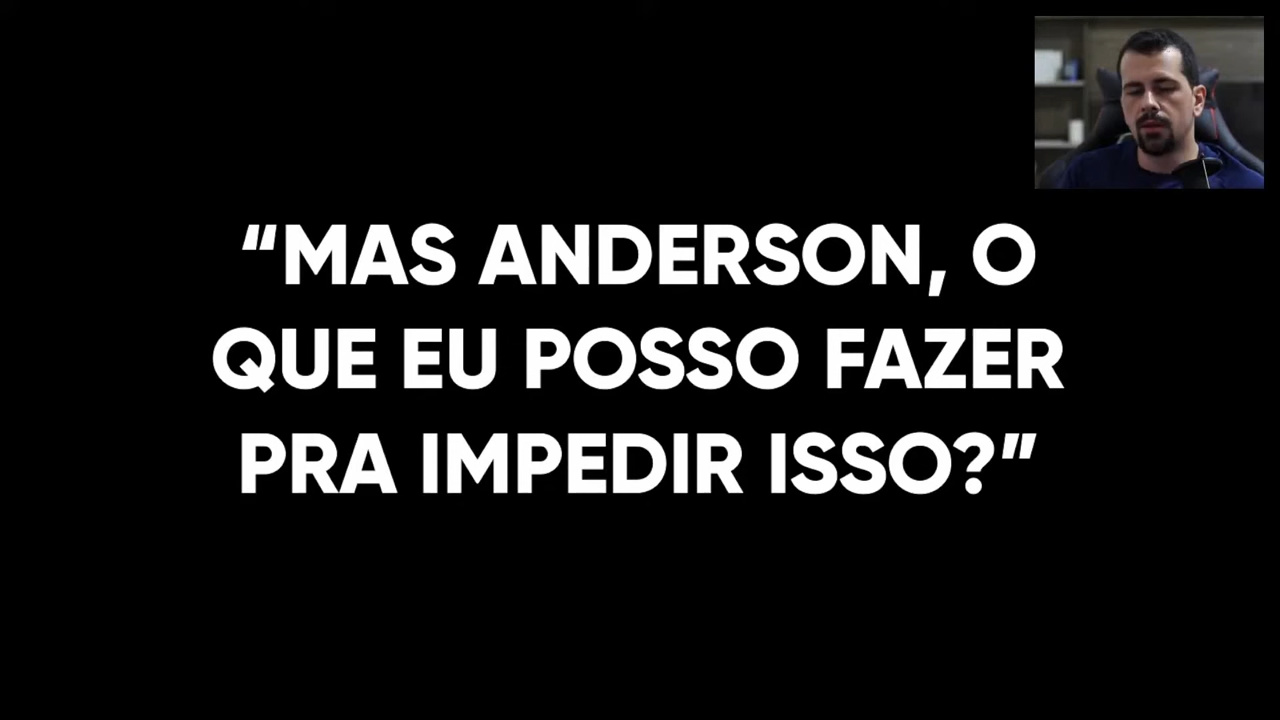 “MAS ANDERSON, O
QUE EU POSSO FAZER
PRA IMPEDIR ISSO?”